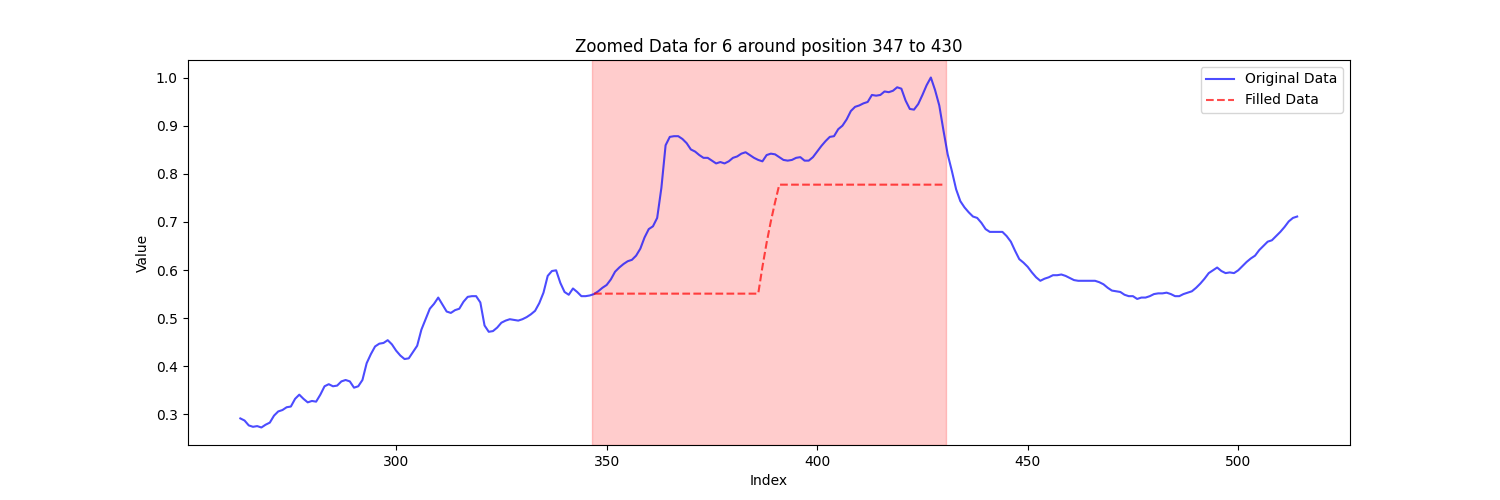 Zoomed Data for 6 around position 347 to 430
Original Data
Filled Data
1.0
0.9
0.8
0.7
0.6
0.5
0.4
0.3
Value
300
350
400
450
500
Index